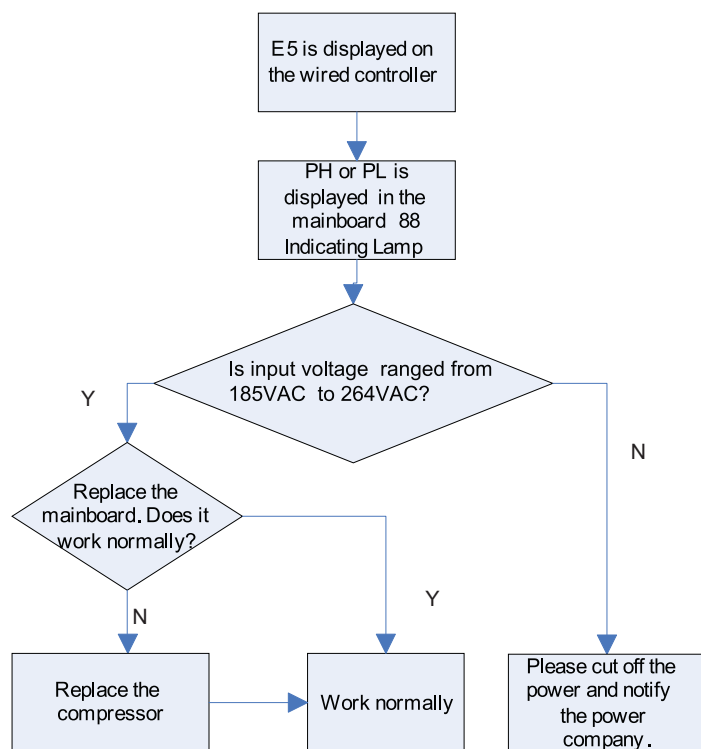 E5 is displayed on
the wired controller
PH or PL is
displayed in the
mainboard 88
Indicating Lamp
Is input voltage ranged from
185VAC to 264VAC?
Y
N
Replace the
mainboard. Does it
work normally?
Y
N
Replace the
compressor
Work normally
Please cut off the
power and notify
the power
company.